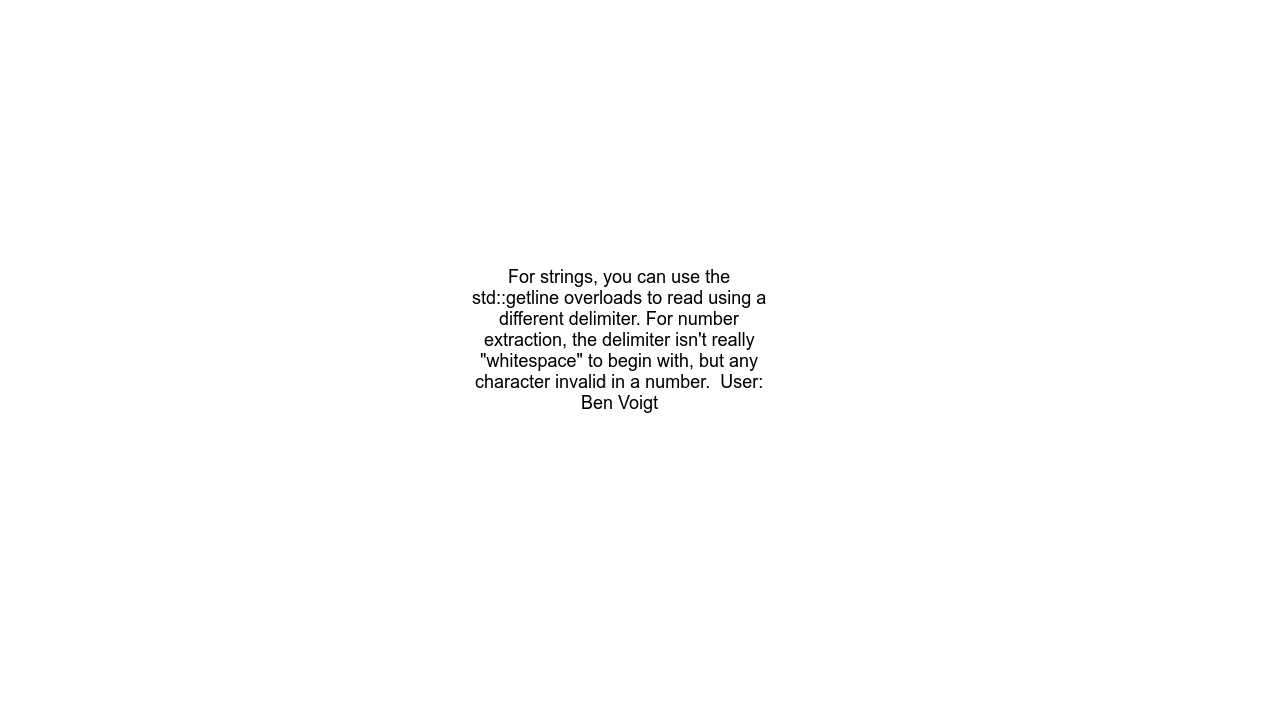 For strings, you can use the
std::getline overloads to read using a
different delimiter. For number
extraction, the delimiter isn't really
"whitespace" to begin with, but any
character invalid in a number.  User:
Ben Voigt